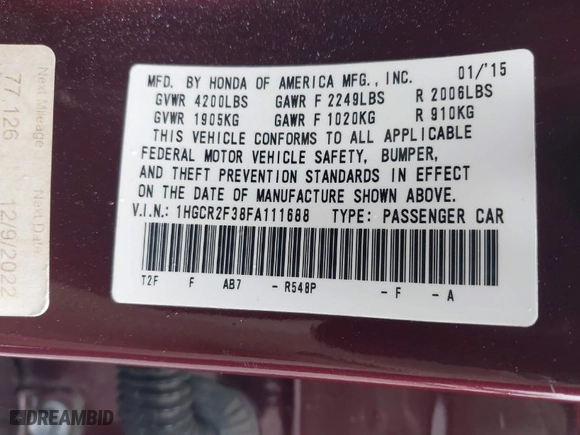 MFD. BY HONDA OF AMERICA MFG., INC. 01/'15
GVWR 4200LBS GAWR F 2249LBS R 2006LBS
GVWR 1905KG GAWR F 1020KG R 910KG
THIS VEHICLE CONFORMS TO ALL APPLICABLE
FEDERAL MOTOR VEHICLE SAFETY, BUMPER,
AND THEFT PREVENTION STANDARDS IN EFFECT
ON THE DATE OF MANUFACTURE SHOWN ABOVE.
V.I.N.: 1HGCR2F38FA111688 TYPE: PASSENGER CAR
T2F F AB7 - R548P - F - A
Next Mileage Next Date
77126 12/9/2022
DREAMBID